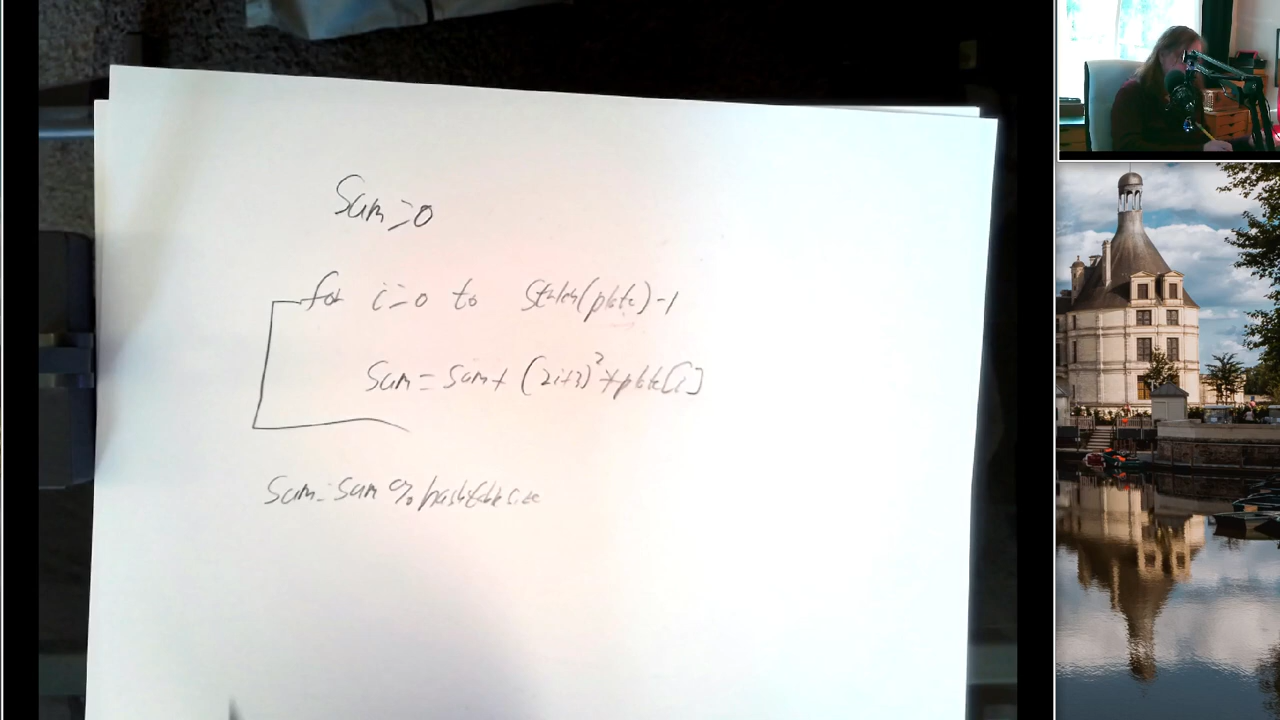 Sum=0
for i=0 to strlen(plate)-1
Sum = Sum + (2i+3)²*plate[i]
Sum=Sum % hashtablesize